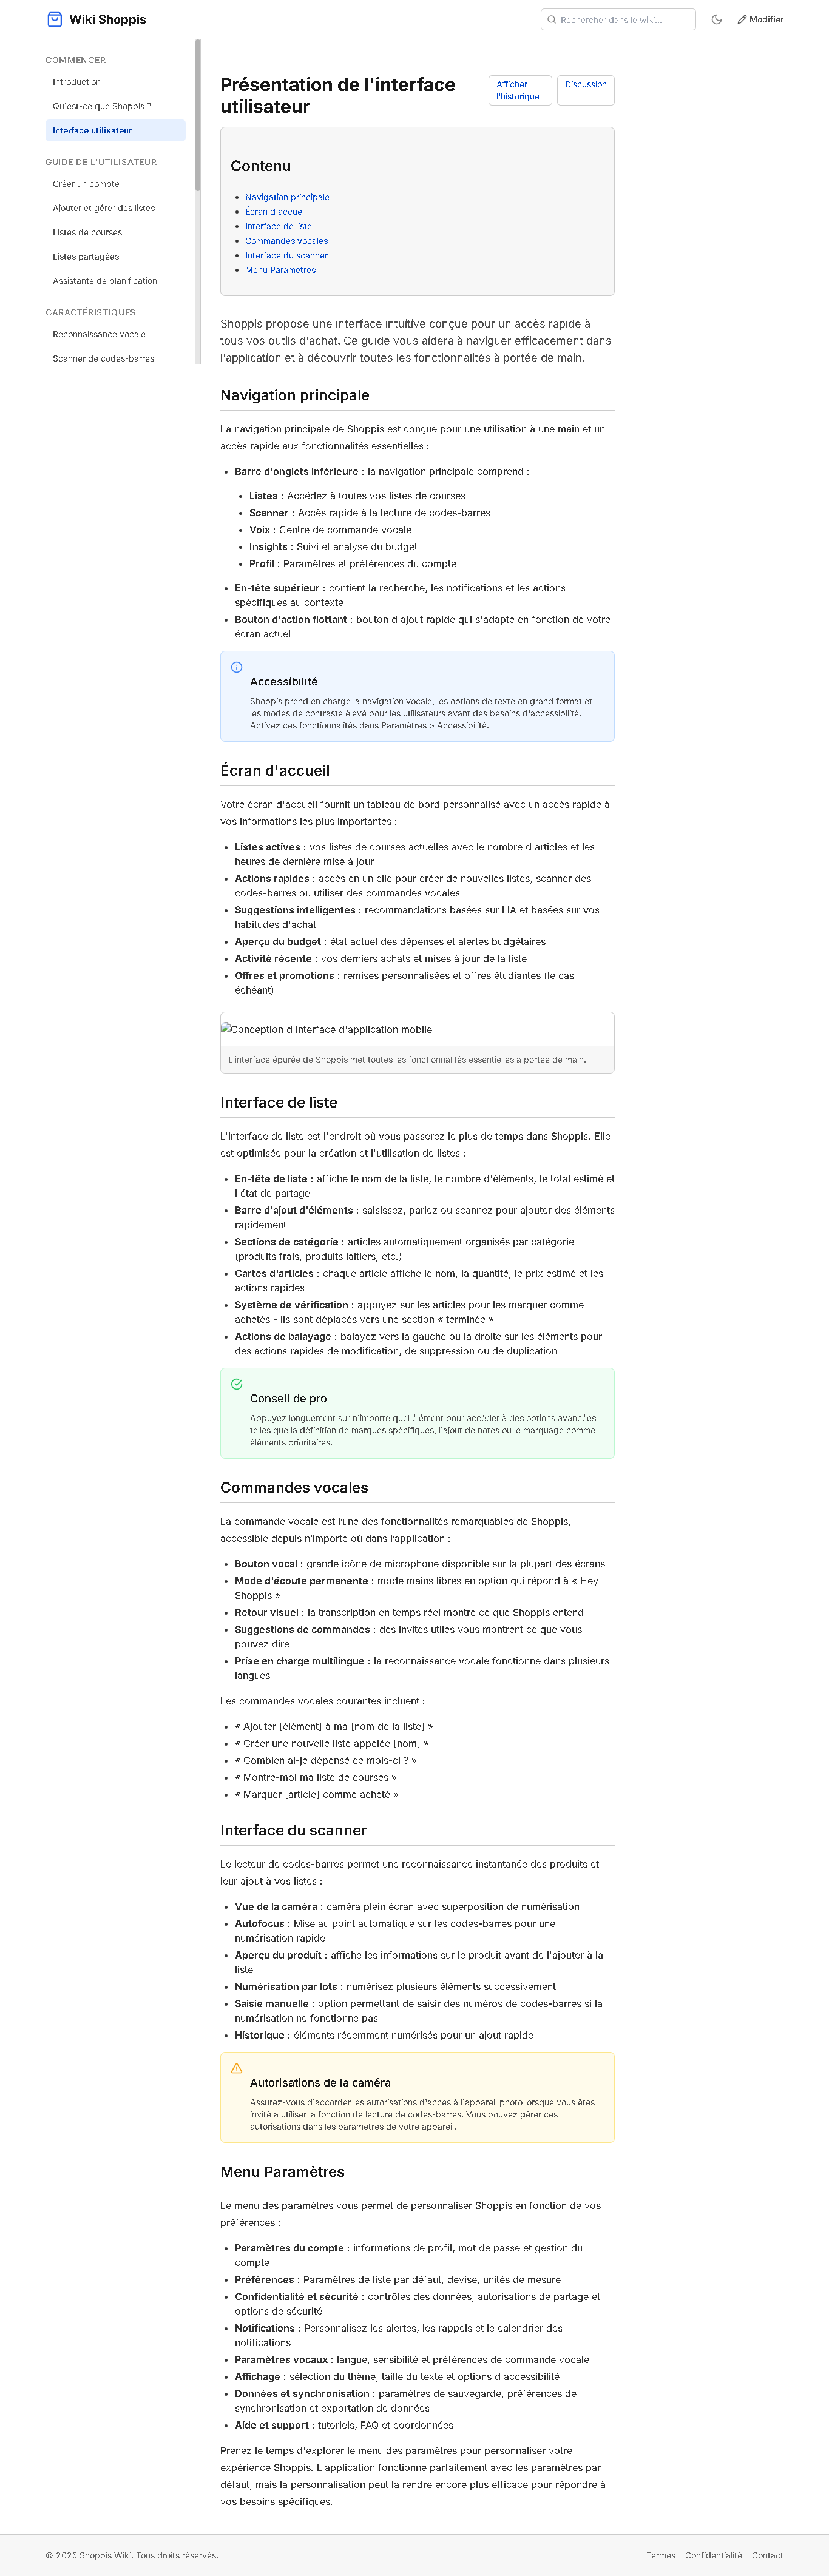 Wiki Shoppis
Rechercher dans le wiki...
Modifier
COMMENCER
Introduction
Qu'est-ce que Shoppis ?
Interface utilisateur
GUIDE DE L'UTILISATEUR
Créer un compte
Ajouter et gérer des listes
Listes de courses
Listes partagées
Assistante de planification
CARACTÉRISTIQUES
Reconnaissance vocale
Scanner de codes-barres
Présentation de l'interface
utilisateur
Afficher
l'historique
Discussion
Contenu
• Navigation principale
• Écran d'accueil
• Interface de liste
• Commandes vocales
• Interface du scanner
• Menu Paramètres
Shoppis propose une interface intuitive conçue pour un accès rapide à
tous vos outils d'achat. Ce guide vous aidera à naviguer efficacement dans
l'application et à découvrir toutes les fonctionnalités à portée de main.
Navigation principale
La navigation principale de Shoppis est conçue pour une utilisation à une main et un
accès rapide aux fonctionnalités essentielles :
• Barre d'onglets inférieure : la navigation principale comprend :
• Listes : Accédez à toutes vos listes de courses
• Scanner : Accès rapide à la lecture de codes-barres
• Voix : Centre de commande vocale
• Insights : Suivi et analyse du budget
• Profil : Paramètres et préférences du compte
• En-tête supérieur : contient la recherche, les notifications et les actions
spécifiques au contexte
• Bouton d'action flottant : bouton d'ajout rapide qui s'adapte en fonction de votre
écran actuel
Accessibilité
Shoppis prend en charge la navigation vocale, les options de texte en grand format et
les modes de contraste élevé pour les utilisateurs ayant des besoins d'accessibilité.
Activez ces fonctionnalités dans Paramètres > Accessibilité.
Écran d'accueil
Votre écran d'accueil fournit un tableau de bord personnalisé avec un accès rapide à
vos informations les plus importantes :
• Listes actives : vos listes de courses actuelles avec le nombre d'articles et les
heures de dernière mise à jour
• Actions rapides : accès en un clic pour créer de nouvelles listes, scanner des
codes-barres ou utiliser des commandes vocales
• Suggestions intelligentes : recommandations basées sur l'IA et basées sur vos
habitudes d'achat
• Aperçu du budget : état actuel des dépenses et alertes budgétaires
• Activité récente : vos derniers achats et mises à jour de la liste
• Offres et promotions : remises personnalisées et offres étudiantes (le cas
échéant)
Conception d'interface d'application mobile
L'interface épurée de Shoppis met toutes les fonctionnalités essentielles à portée de main.
Interface de liste
L'interface de liste est l'endroit où vous passerez le plus de temps dans Shoppis. Elle
est optimisée pour la création et l'utilisation de listes :
• En-tête de liste : affiche le nom de la liste, le nombre d'éléments, le total estimé et
l'état de partage
• Barre d'ajout d'éléments : saisissez, parlez ou scannez pour ajouter des éléments
rapidement
• Sections de catégorie : articles automatiquement organisés par catégorie
(produits frais, produits laitiers, etc.)
• Cartes d'articles : chaque article affiche le nom, la quantité, le prix estimé et les
actions rapides
• Système de vérification : appuyez sur les articles pour les marquer comme
achetés - ils sont déplacés vers une section « terminée »
• Actions de balayage : balayez vers la gauche ou la droite sur les éléments pour
des actions rapides de modification, de suppression ou de duplication
Conseil de pro
Appuyez longuement sur n'importe quel élément pour accéder à des options avancées
telles que la définition de marques spécifiques, l'ajout de notes ou le marquage comme
éléments prioritaires.
Commandes vocales
La commande vocale est l’une des fonctionnalités remarquables de Shoppis,
accessible depuis n’importe où dans l’application :
• Bouton vocal : grande icône de microphone disponible sur la plupart des écrans
• Mode d'écoute permanente : mode mains libres en option qui répond à « Hey
Shoppis »
• Retour visuel : la transcription en temps réel montre ce que Shoppis entend
• Suggestions de commandes : des invites utiles vous montrent ce que vous
pouvez dire
• Prise en charge multilingue : la reconnaissance vocale fonctionne dans plusieurs
langues
Les commandes vocales courantes incluent :
• « Ajouter [élément] à ma [nom de la liste] »
• « Créer une nouvelle liste appelée [nom] »
• « Combien ai-je dépensé ce mois-ci ? »
• « Montre-moi ma liste de courses »
• « Marquer [article] comme acheté »
Interface du scanner
Le lecteur de codes-barres permet une reconnaissance instantanée des produits et
leur ajout à vos listes :
• Vue de la caméra : caméra plein écran avec superposition de numérisation
• Autofocus : Mise au point automatique sur les codes-barres pour une
numérisation rapide
• Aperçu du produit : affiche les informations sur le produit avant de l'ajouter à la
liste
• Numérisation par lots : numérisez plusieurs éléments successivement
• Saisie manuelle : option permettant de saisir des numéros de codes-barres si la
numérisation ne fonctionne pas
• Historique : éléments récemment numérisés pour un ajout rapide
Autorisations de la caméra
Assurez-vous d'accorder les autorisations d'accès à l'appareil photo lorsque vous êtes
invité à utiliser la fonction de lecture de codes-barres. Vous pouvez gérer ces
autorisations dans les paramètres de votre appareil.
Menu Paramètres
Le menu des paramètres vous permet de personnaliser Shoppis en fonction de vos
préférences :
• Paramètres du compte : informations de profil, mot de passe et gestion du
compte
• Préférences : Paramètres de liste par défaut, devise, unités de mesure
• Confidentialité et sécurité : contrôles des données, autorisations de partage et
options de sécurité
• Notifications : Personnalisez les alertes, les rappels et le calendrier des
notifications
• Paramètres vocaux : langue, sensibilité et préférences de commande vocale
• Affichage : sélection du thème, taille du texte et options d'accessibilité
• Données et synchronisation : paramètres de sauvegarde, préférences de
synchronisation et exportation de données
• Aide et support : tutoriels, FAQ et coordonnées
Prenez le temps d'explorer le menu des paramètres pour personnaliser votre
expérience Shoppis. L'application fonctionne parfaitement avec les paramètres par
défaut, mais la personnalisation peut la rendre encore plus efficace pour répondre à
vos besoins spécifiques.
© 2025 Shoppis Wiki. Tous droits réservés.
Termes
Confidentialité
Contact